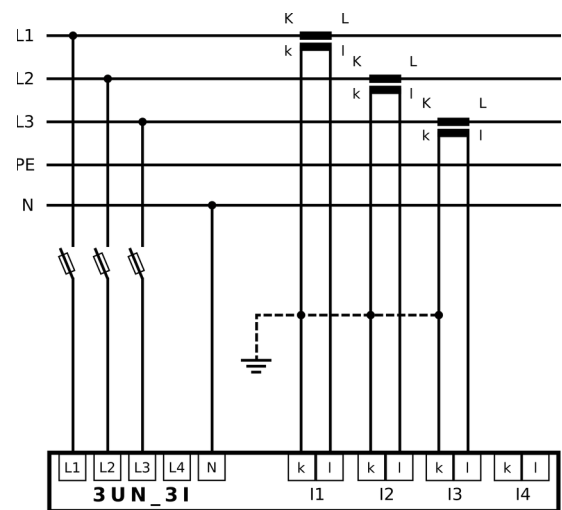 K L
L1
k l
K L
L2
k l
K L
L3
k l
PE
N
L1 L2 L3 L4 N k l k l k l k l
3UN_3I I1 I2 I3 I4